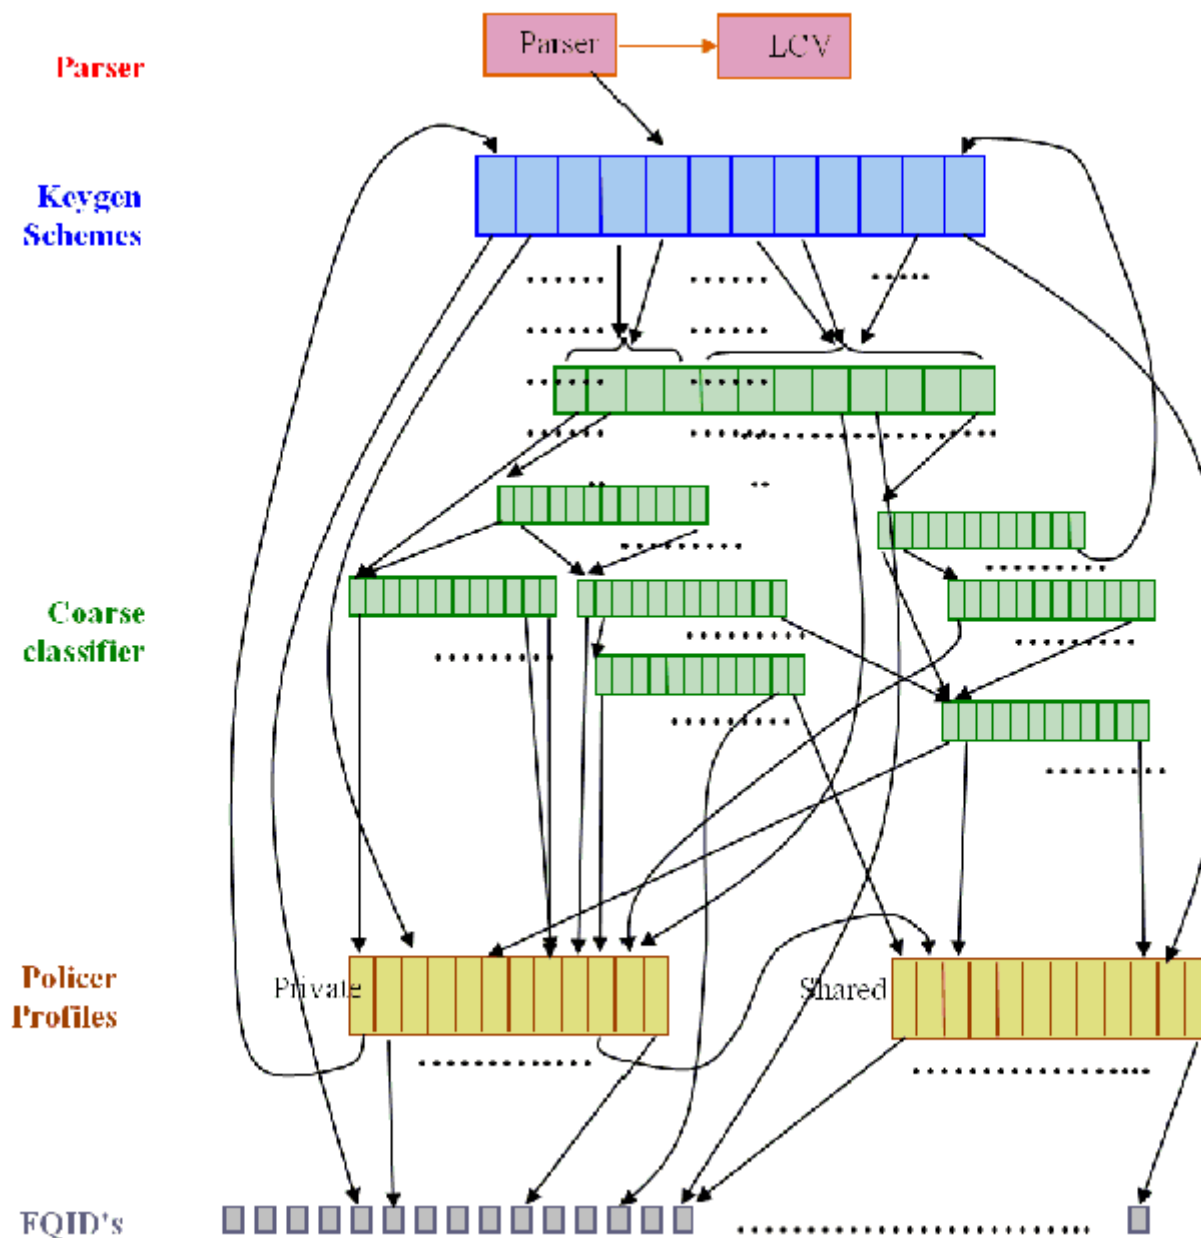 Parser LCV
Parser
Keygen
Schemes
Coarse
classifier
Policer
Profiles
Private
Shared
FQID's